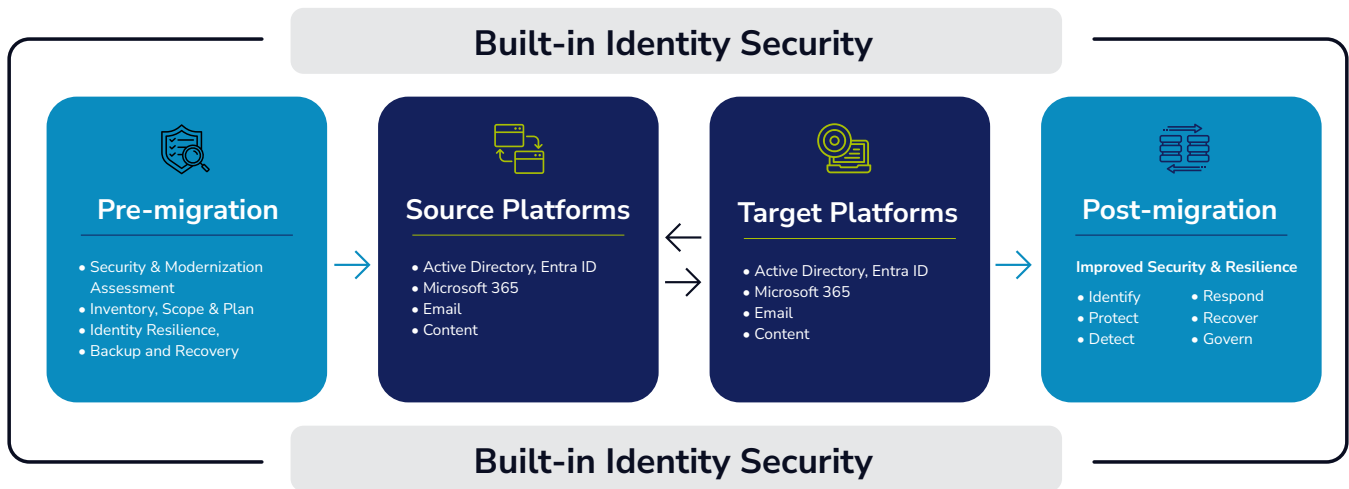 Built-in Identity Security
Pre-migration
• Security & Modernization
Assessment
• Inventory, Scope & Plan
• Identity Resilience,
• Backup and Recovery
Source Platforms
• Active Directory, Entra ID
• Microsoft 365
• Email
• Content
Target Platforms
• Active Directory, Entra ID
• Microsoft 365
• Email
• Content
Post-migration
Improved Security & Resilience
• Identify
• Protect
• Detect
• Respond
• Recover
• Govern
Built-in Identity Security